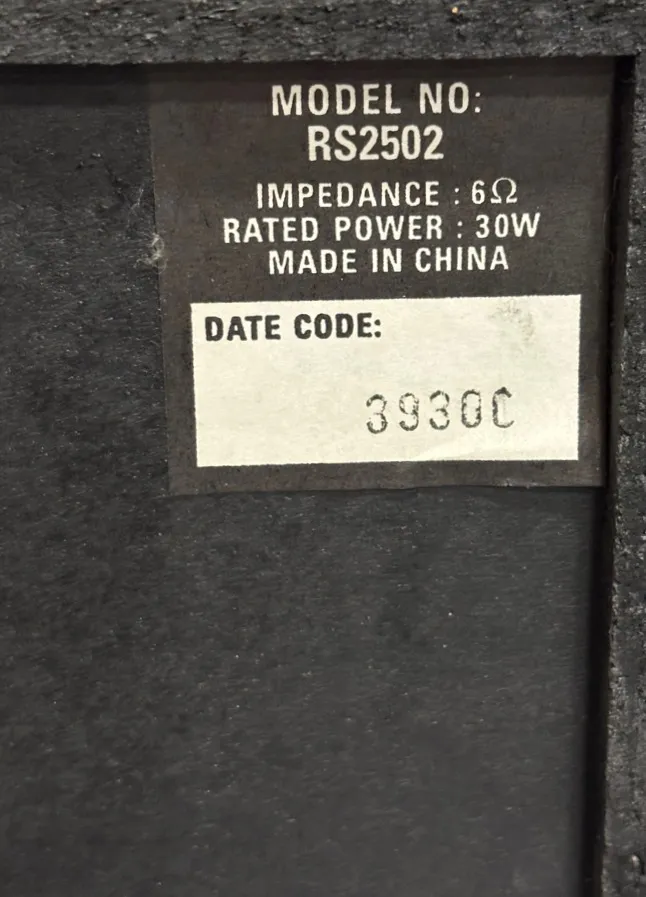 MODEL NO:
RS2502
IMPEDANCE : 6Ω
RATED POWER : 30W
MADE IN CHINA
DATE CODE:
3930C